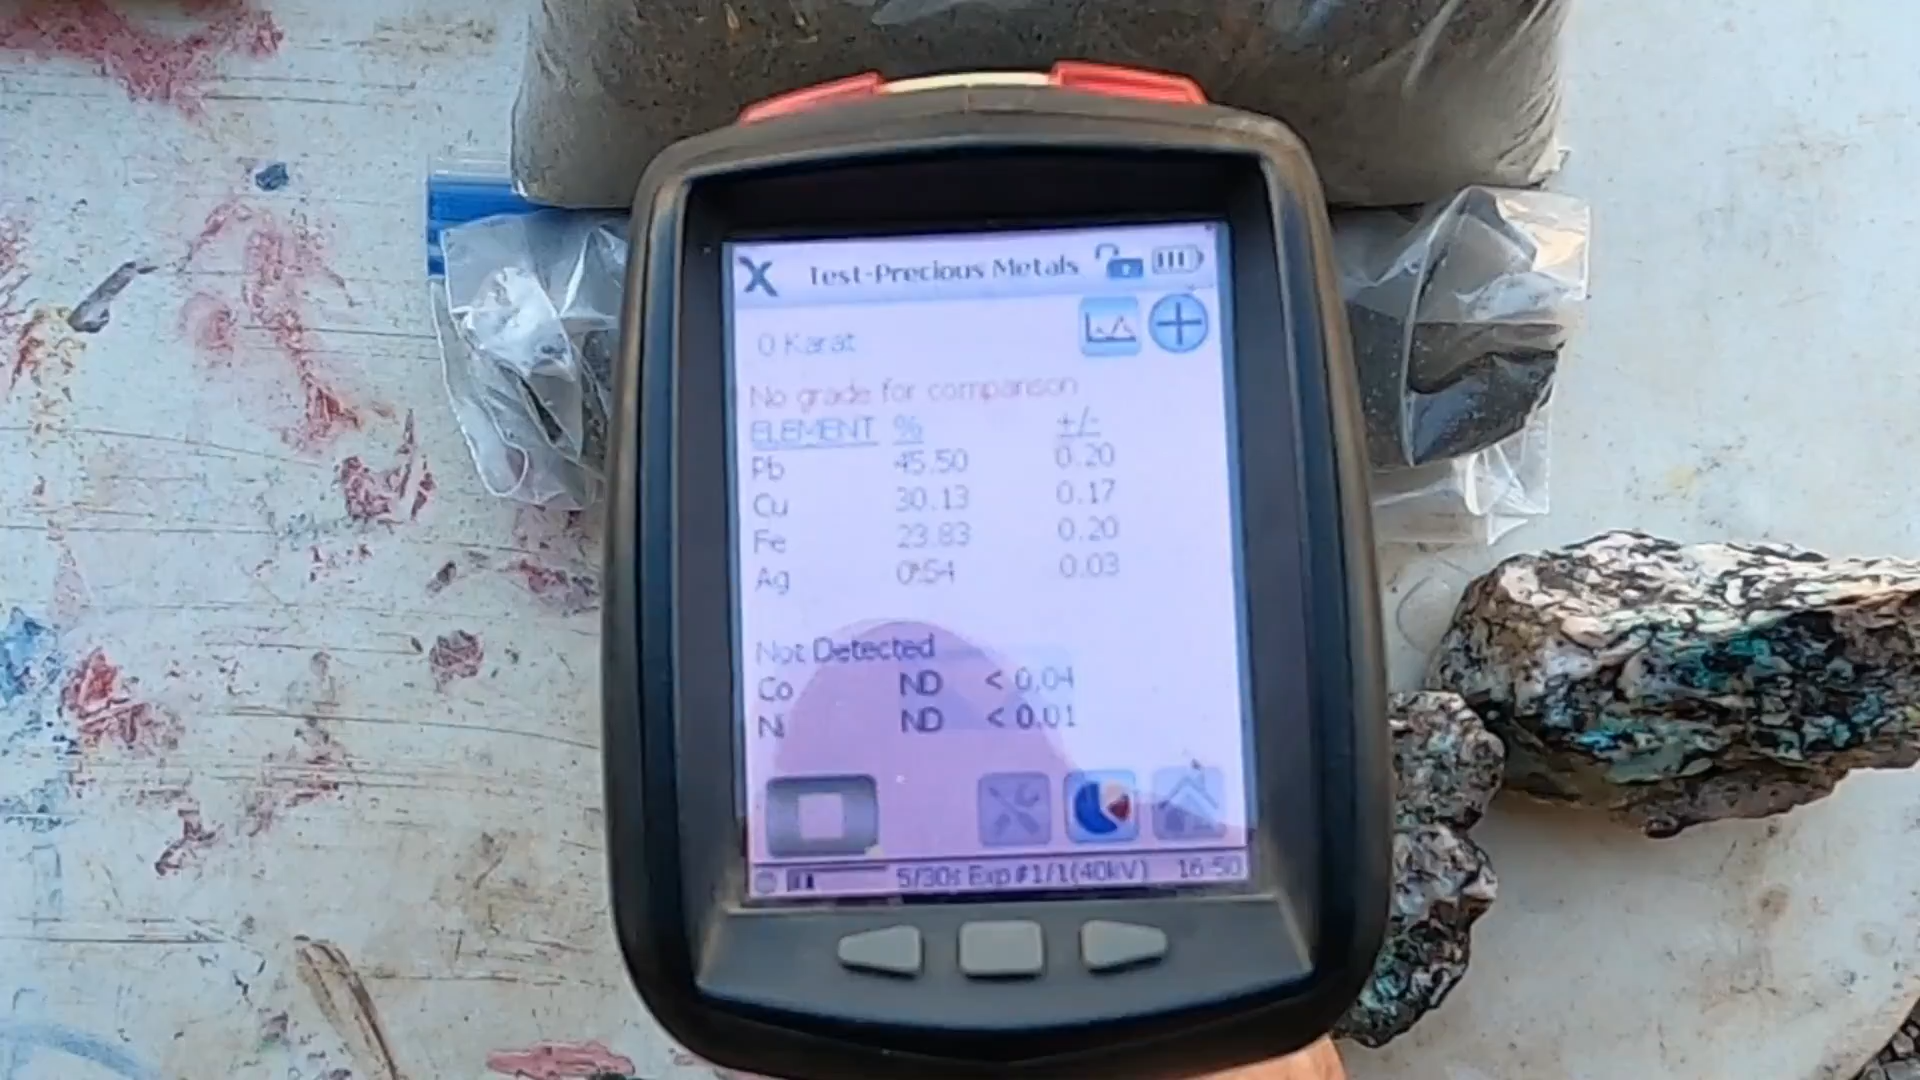 X Test-Precious Metals
0 Karat
No grade for comparison
ELEMENT % +/-
Pb 45.50 0.20
Cu 30.13 0.17
Fe 23.83 0.20
Ag 0.54 0.03
Not Detected
Co ND < 0.04
Ni ND < 0.01
5/30s Exp#1/1(40kV) 16:50